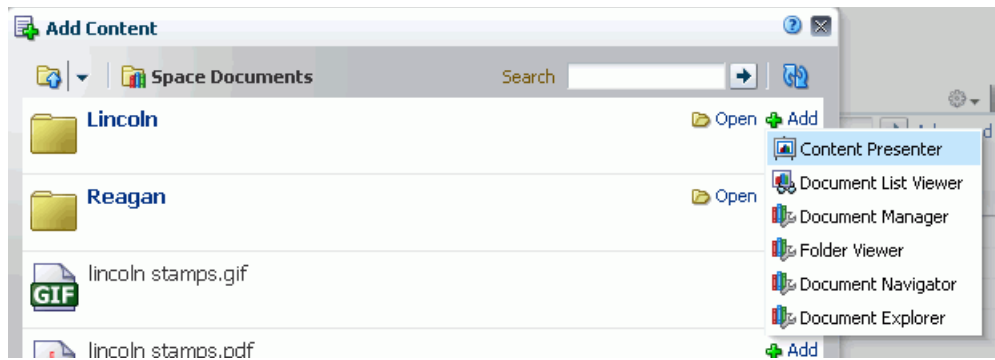 Add Content
Space Documents Search
Lincoln Open Add
Content Presenter
Document List Viewer
Reagan Open
Document Manager
Folder Viewer
lincoln stamps.gif
GIF
Document Navigator
Document Explorer
lincoln stamps.pdf Add